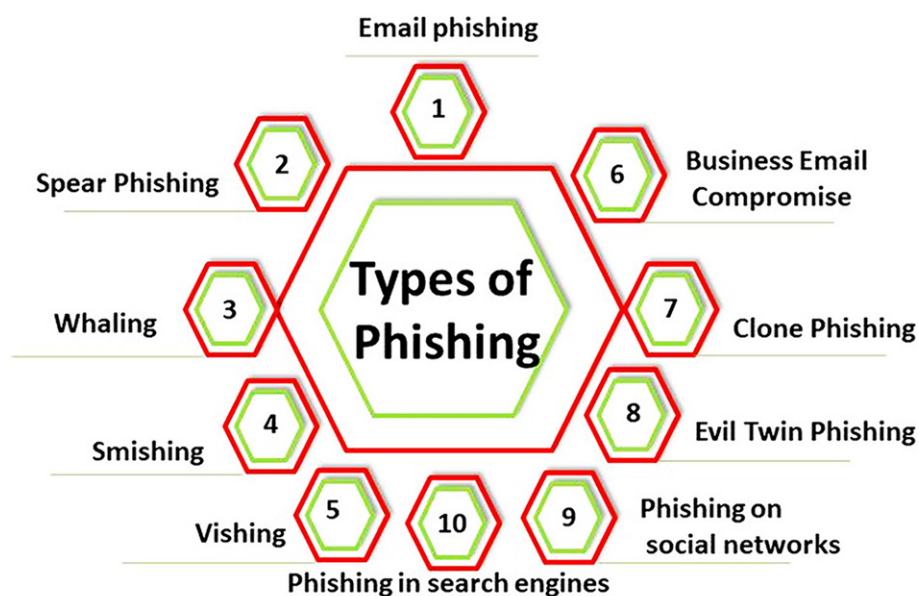 Email phishing
1
2
Spear Phishing
6
Business Email
Compromise
Types of
Phishing
3
Whaling
7
Clone Phishing
4
Smishing
8
Evil Twin Phishing
5
Vishing
10
9
Phishing on
social networks
Phishing in search engines